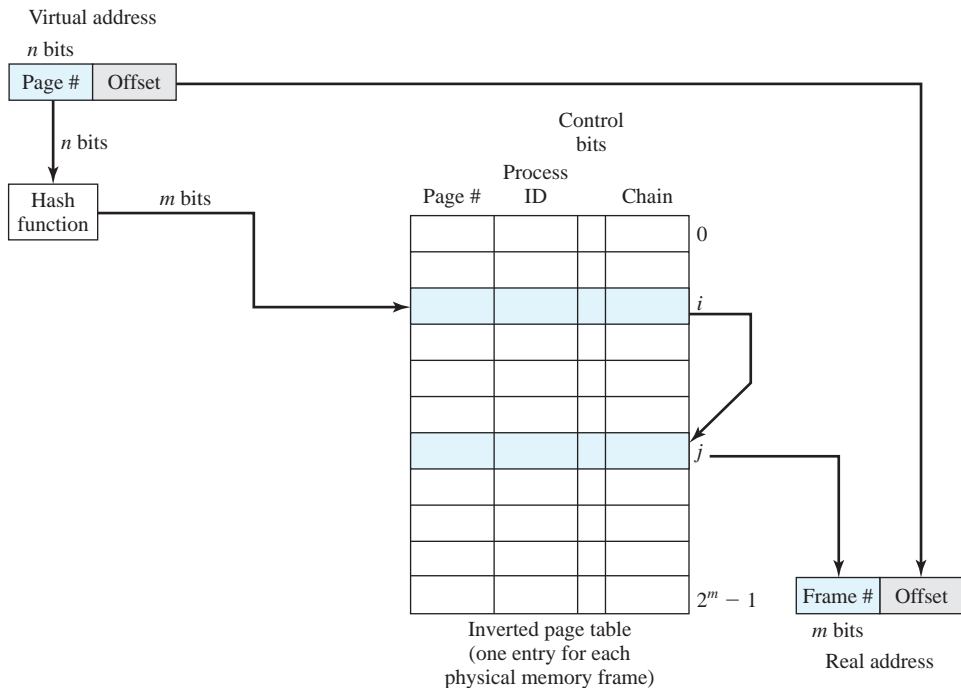 Virtual address
n bits
Page # Offset
n bits
Control
bits
Process
Hash
function
m bits
Page # ID Chain
0
i
j
2^m − 1
Frame # Offset
Inverted page table
(one entry for each
physical memory frame)
m bits
Real address